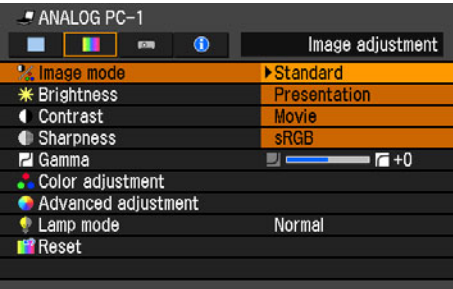 ANALOG PC-1
Image adjustment
Image mode Standard
Brightness Presentation
Contrast Movie
Sharpness sRGB
Gamma +0
Color adjustment
Advanced adjustment
Lamp mode Normal
Reset